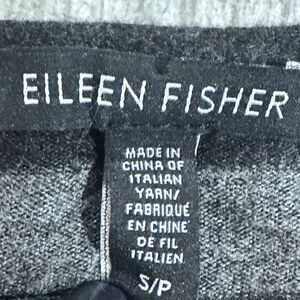 EILEEN FISHER
MADE IN
CHINA OF
ITALIAN
YARN/
FABRIQUÉ
EN CHINE
DE FIL
ITALIEN
S/P